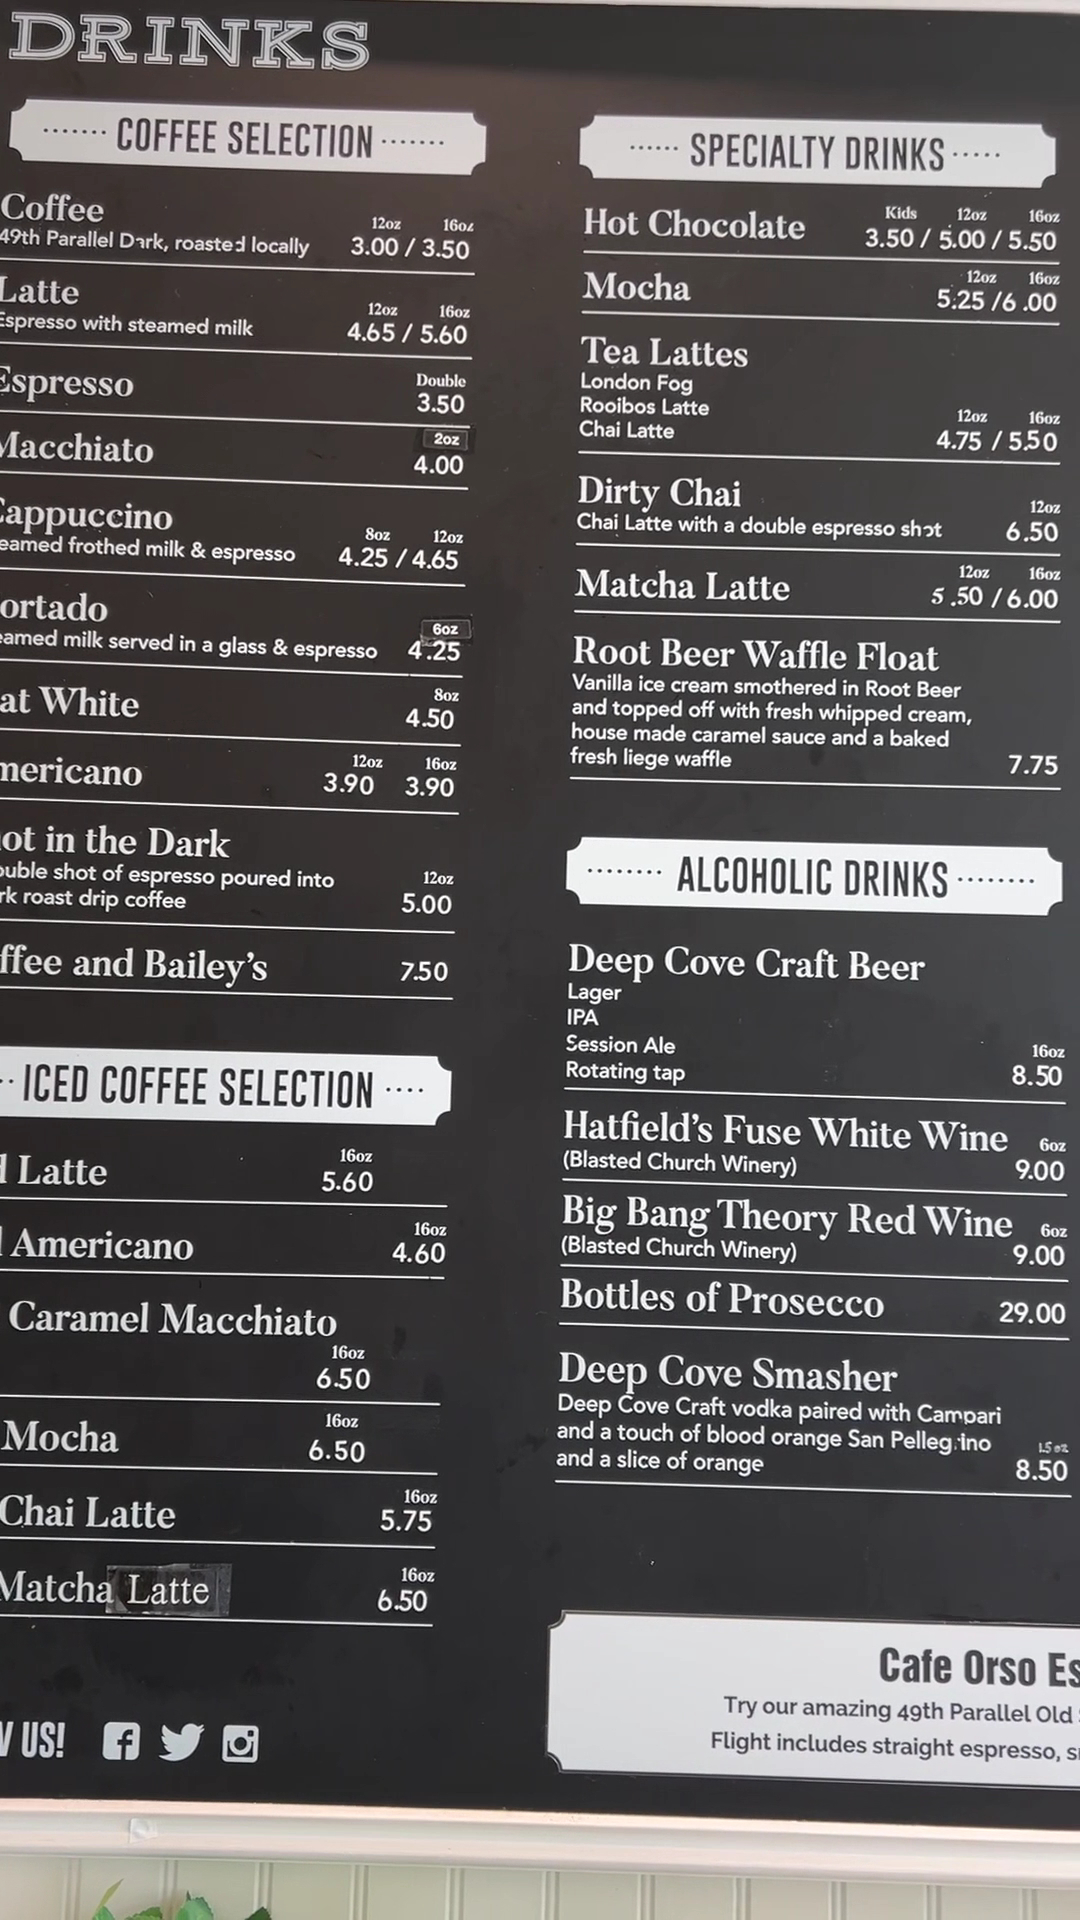 DRINKS
COFFEE SELECTION
Coffee
12oz 16oz
49th Parallel Dark, roasted locally 3.00 / 3.50
Latte
12oz 16oz
Espresso with steamed milk 4.65 / 5.60
Espresso
Double
3.50
Macchiato
2oz
4.00
Cappuccino
8oz 12oz
eamed frothed milk & espresso 4.25 / 4.65
ortado
6oz
eamed milk served in a glass & espresso 4.25
at White
8oz
4.50
mericano
12oz 16oz
3.90 3.90
ot in the Dark
ouble shot of espresso poured into
12oz
rk roast drip coffee 5.00
ffee and Bailey's 7.50
ICED COFFEE SELECTION
Latte
16oz
5.60
Americano
16oz
4.60
Caramel Macchiato
16oz
6.50
Mocha
16oz
6.50
Chai Latte
16oz
5.75
Matcha Latte
16oz
6.50
US!
SPECIALTY DRINKS
Hot Chocolate
Kids 12oz 16oz
3.50 / 5.00 / 5.50
Mocha
12oz 16oz
5.25 /6 .00
Tea Lattes
London Fog
Rooibos Latte
12oz 16oz
Chai Latte 4.75 / 5.50
Dirty Chai
12oz
Chai Latte with a double espresso shot 6.50
Matcha Latte
12oz 16oz
5 .50 / 6.00
Root Beer Waffle Float
Vanilla ice cream smothered in Root Beer
and topped off with fresh whipped cream,
house made caramel sauce and a baked
fresh liege waffle 7.75
ALCOHOLIC DRINKS
Deep Cove Craft Beer
Lager
IPA
Session Ale
16oz
Rotating tap 8.50
Hatfield's Fuse White Wine 6oz
(Blasted Church Winery) 9.00
Big Bang Theory Red Wine 6oz
(Blasted Church Winery) 9.00
Bottles of Prosecco 29.00
Deep Cove Smasher
Deep Cove Craft vodka paired with Campari
and a touch of blood orange San Pellegrino
1.5 oz
and a slice of orange 8.50
Cafe Orso Es
Try our amazing 49th Parallel Old
Flight includes straight espresso, s